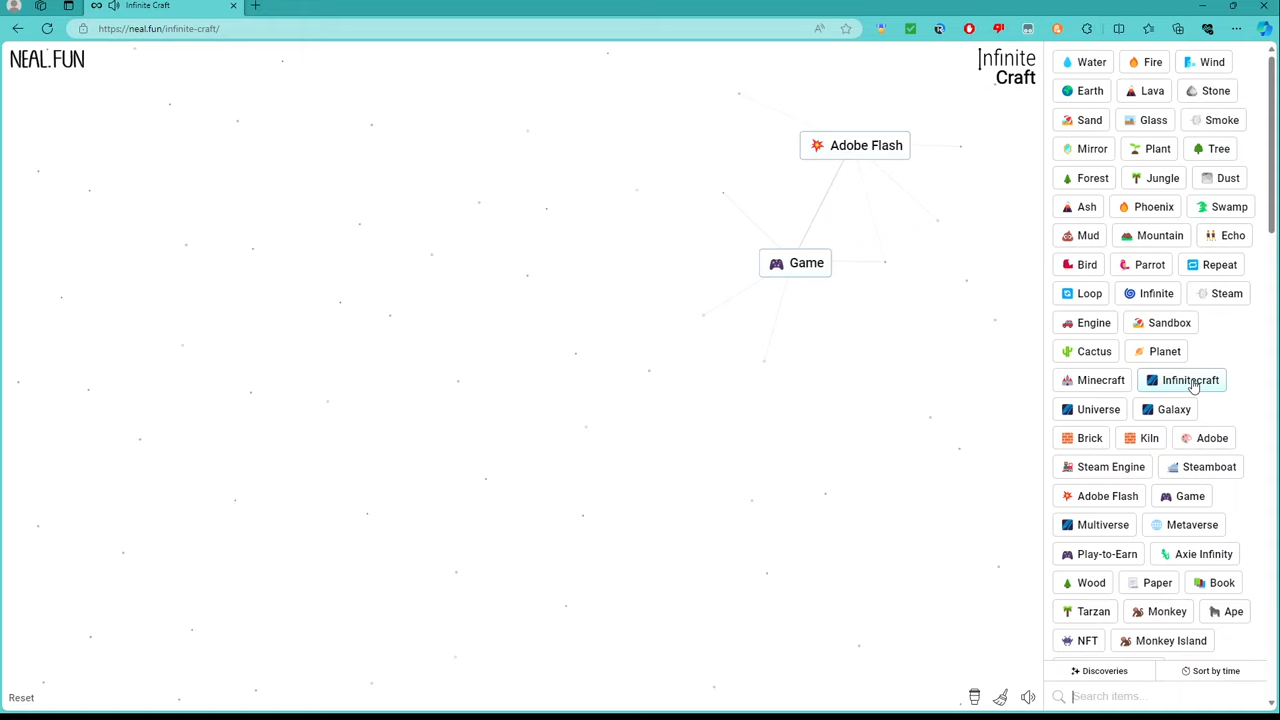 Infinite Craft
https://neal.fun/infinite-craft/
NEAL.FUN
Infinite
Craft
Adobe Flash
Game
Water Fire Wind
Earth Lava Stone
Sand Glass Smoke
Mirror Plant Tree
Forest Jungle Dust
Ash Phoenix Swamp
Mud Mountain Echo
Bird Parrot Repeat
Loop Infinite Steam
Engine Sandbox
Cactus Planet
Minecraft Infinitecraft
Universe Galaxy
Brick Kiln Adobe
Steam Engine Steamboat
Adobe Flash Game
Multiverse Metaverse
Play-to-Earn Axie Infinity
Wood Paper Book
Tarzan Monkey Ape
NFT Monkey Island
Discoveries Sort by time
Search items...
Reset